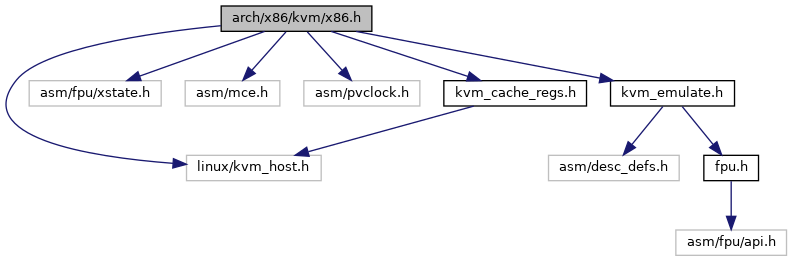 arch/x86/kvm/x86.h
asm/fpu/xstate.h
asm/mce.h
asm/pvclock.h
kvm_cache_regs.h
kvm_emulate.h
linux/kvm_host.h
asm/desc_defs.h
fpu.h
asm/fpu/api.h